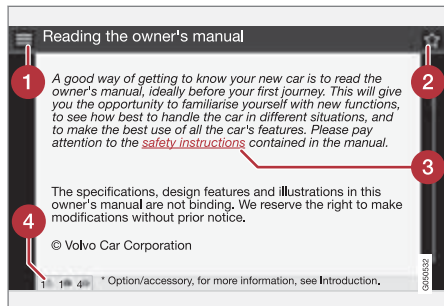 Reading the owner's manual
1
2
A good way of getting to know your new car is to read the
owner's manual, ideally before your first journey. This will give
you the opportunity to familiarise yourself with new functions,
to see how best to handle the car in different situations, and
to make the best use of all the car's features. Please pay
attention to the safety instructions contained in the manual.
3
The specifications, design features and illustrations in this
owner's manual are not binding. We reserve the right to make
modifications without prior notice.
4
© Volvo Car Corporation
1 1 4 * Option/accessory, for more information, see Introduction.
G050532